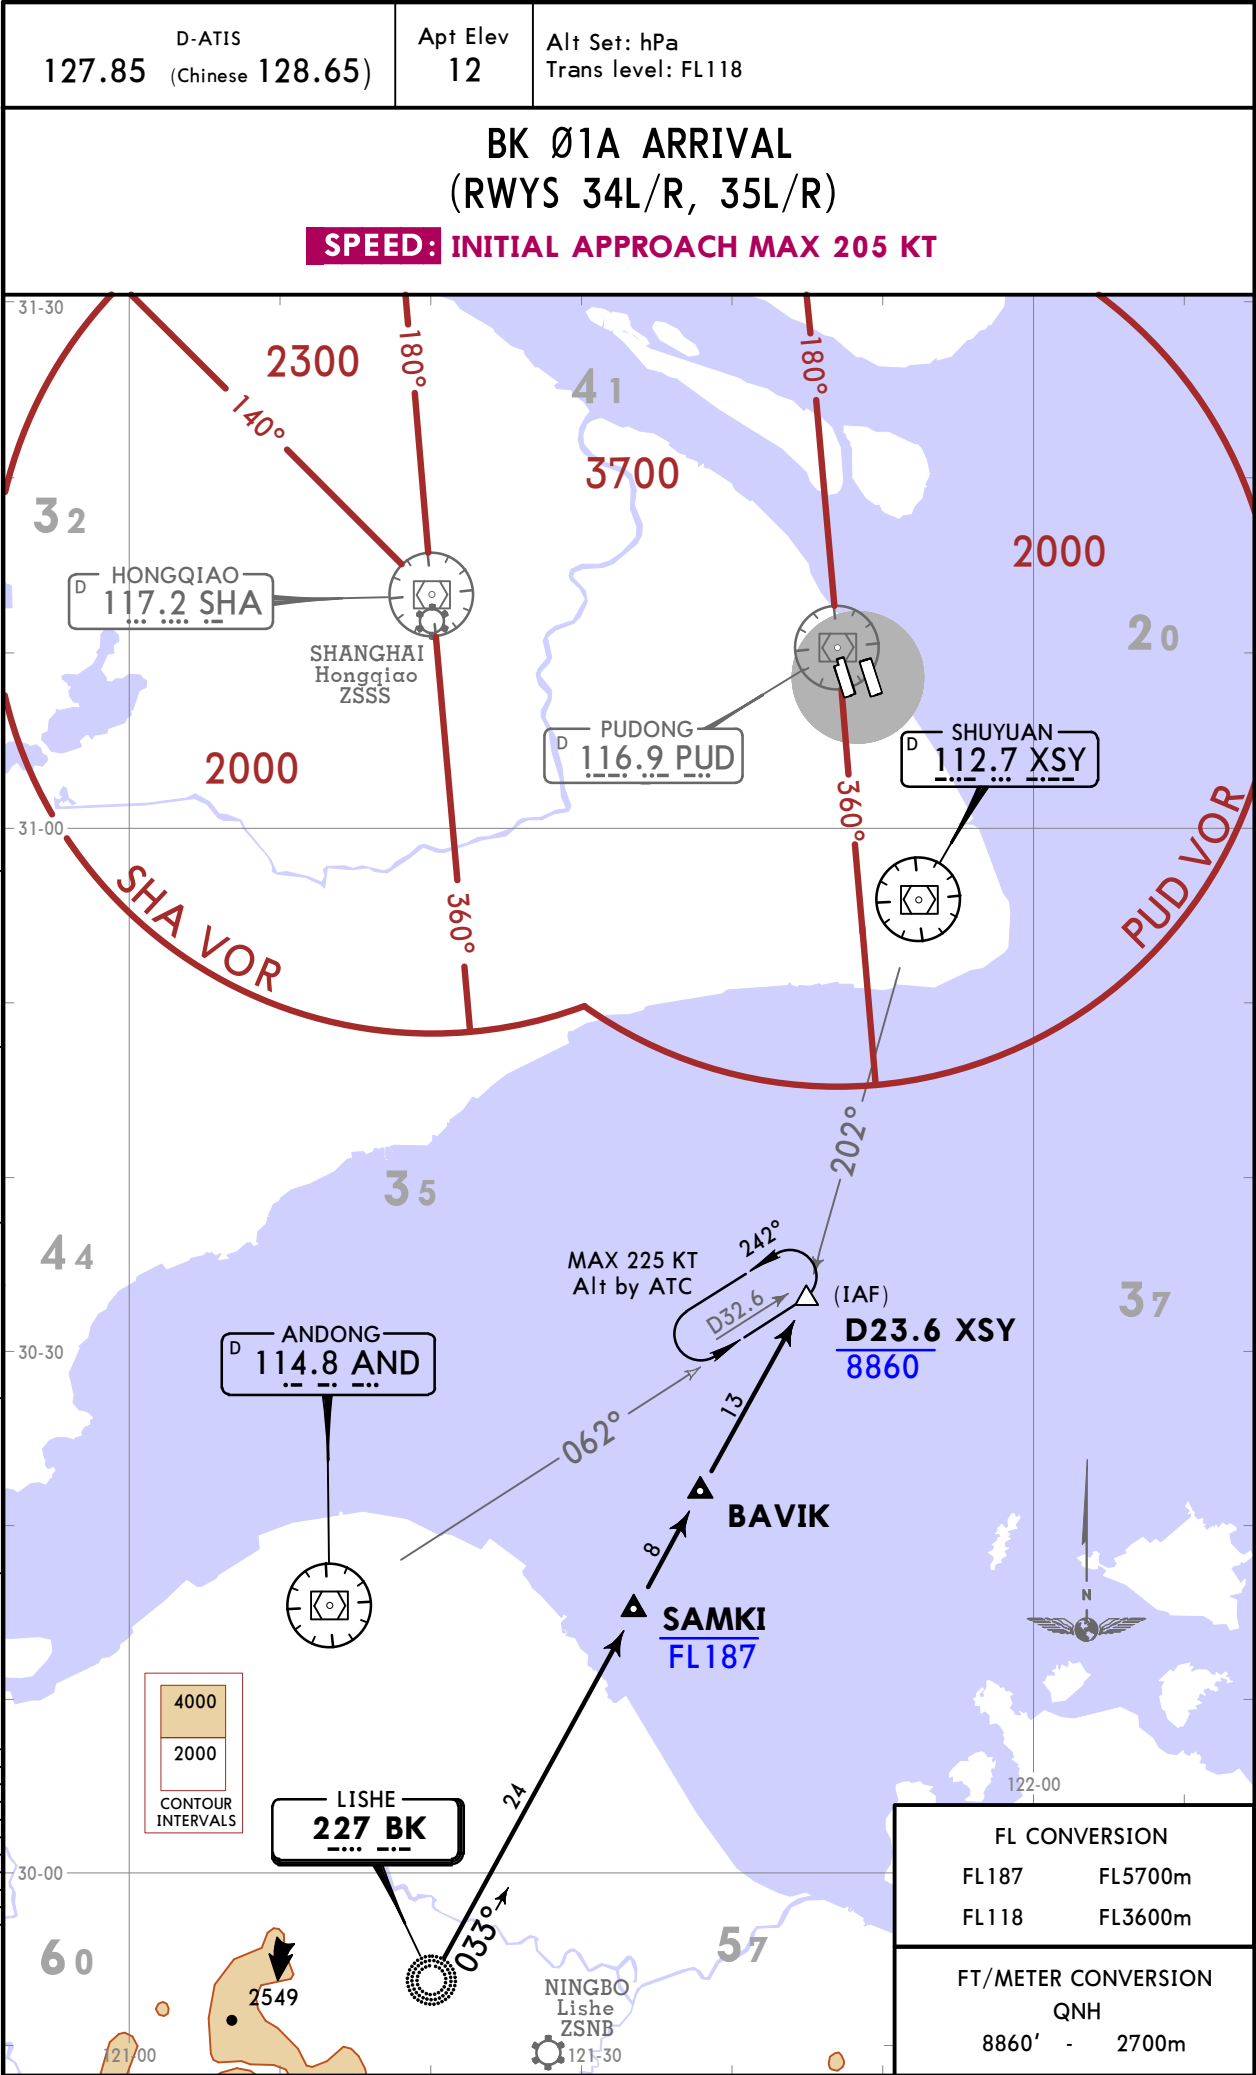 D-ATIS
127.85 (Chinese 128.65)
Apt Elev
12
Alt Set: hPa
Trans level: FL118
BK Ø1A ARRIVAL
(RWYS 34L/R, 35L/R)
SPEED: INITIAL APPROACH MAX 205 KT
31-30
2300
180°
180°
140°
41
3700
32
2000
HONGQIAO
D 117.2 SHA
20
SHANGHAI
Hongqiao
ZSSS
PUDONG
D 116.9 PUD
SHUYUAN
D 112.7 XSY
2000
360°
31-00
SHA VOR
360°
PUD VOR
202°
35
44
MAX 225 KT
Alt by ATC
242°
D32.6
(IAF)
D23.6 XSY
8860
37
30-30
ANDONG
D 114.8 AND
062°
13
BAVIK
8
SAMKI
FL187
N
4000
2000
CONTOUR
INTERVALS
24
LISHE
227 BK
122-00
30-00
033°
60
57
2549
NINGBO
Lishe
ZSNB
121-00
121-30
FL CONVERSION
FL187 FL5700m
FL118 FL3600m
FT/METER CONVERSION
QNH
8860' - 2700m